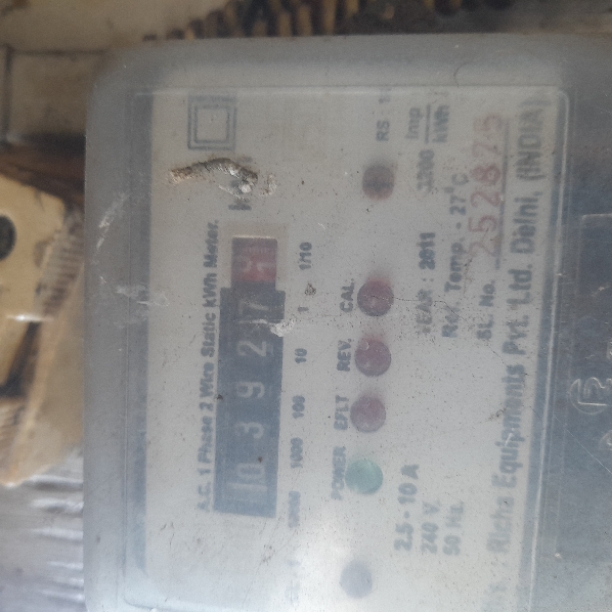 A.C. 1 Phase 2 Wire Static kWh Meter.
0 3 9 2 7
10000 1000 100 10 1 1/10
POWER E/LT REV. CAL.
RS
2.5 - 10 A
240 V.
50 Hz.
YEAR : 2011
3200 Imp/kWh
Ref. Temp. - 27°C
SL. No. 252875
Richa Equipments Pvt. Ltd. Delhi, (INDIA)